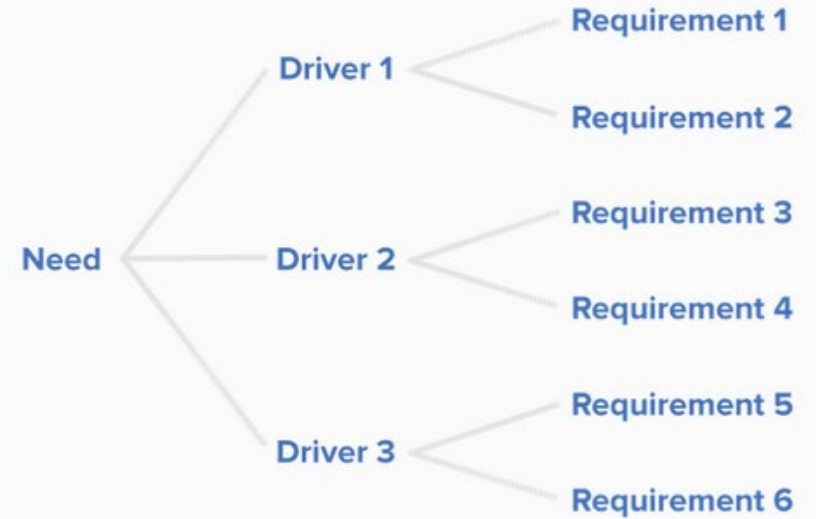 Need
Driver 1
Requirement 1
Requirement 2
Driver 2
Requirement 3
Requirement 4
Driver 3
Requirement 5
Requirement 6